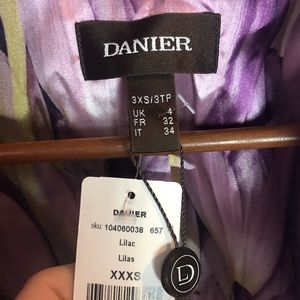 DANIER
3XS/3TP
UK 4
FR 32
IT 34
DANIER
sku: 104060038 657
Lilac
Lilas
XXXS
D